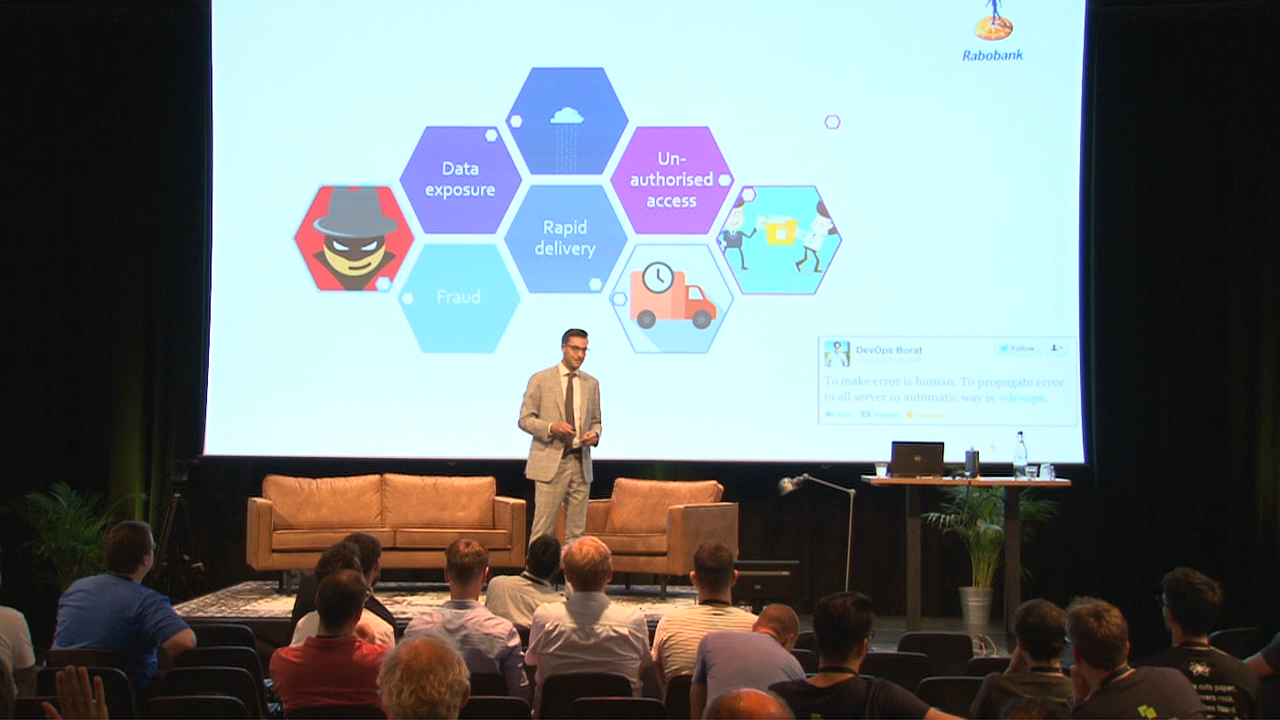 Rabobank
Data
exposure
Un-
authorised
access
Rapid
delivery
Fraud
DevOps Borat
Follow
To make error is human. To propagate error
to all server in automatic way is #devops.